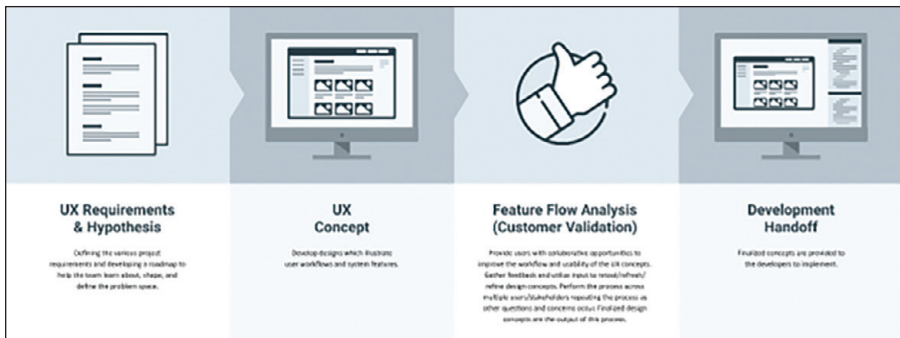 UX Requirements
& Hypothesis
Defining the various project
requirements and developing a roadmap to
help the team learn about, shape, and
define the problem space.
UX
Concept
Develop designs which illustrate
user workflows and system features.
Feature Flow Analysis
(Customer Validation)
Provide users with collaborative opportunities to
improve the workflow and usability of the UX concepts.
Gather feedback and utilize input to retool/refresh/
refine design concepts. Perform the process across
multiple users/stakeholders repeating the process as
other questions and concerns occur. Finalized design
concepts are the output of this process.
Development
Handoff
Finalized concepts are provided to
the developers to implement.